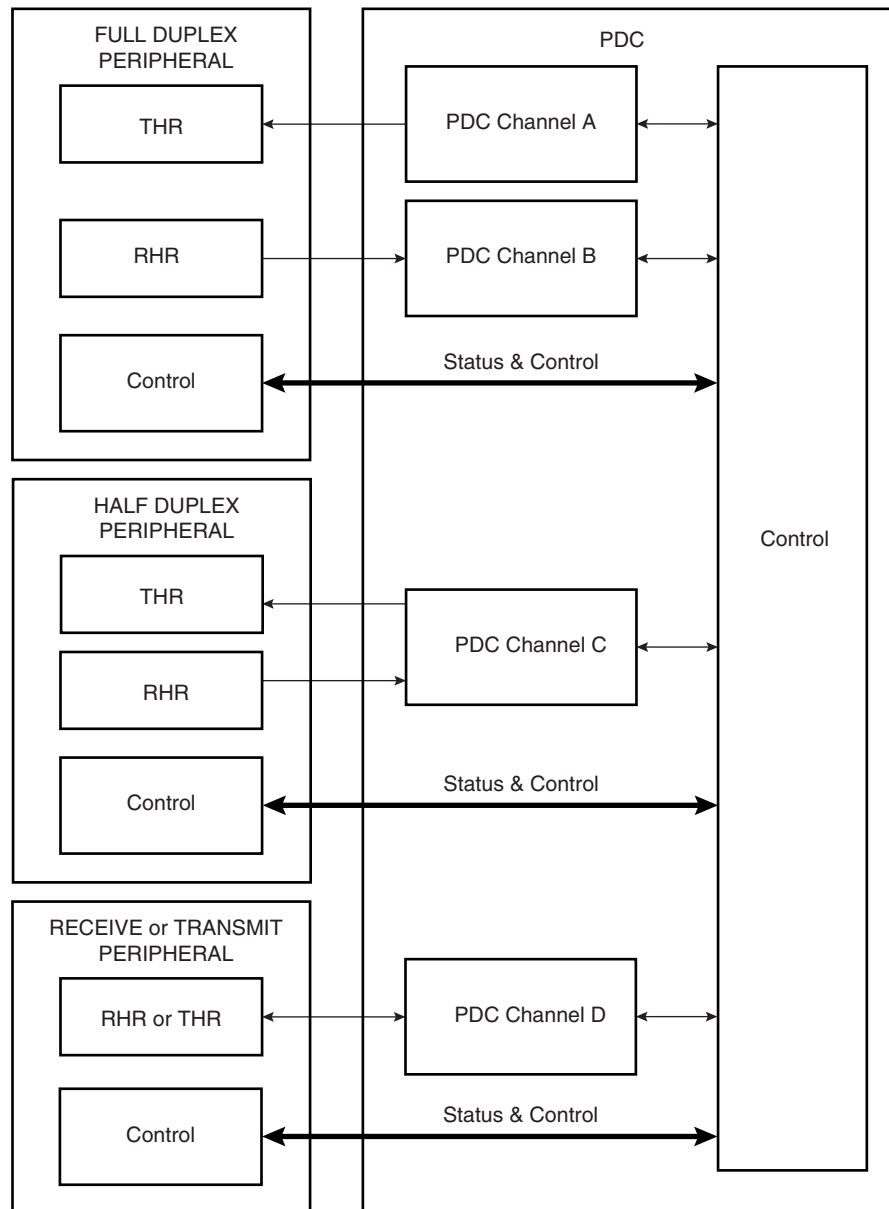 FULL DUPLEX
PERIPHERAL
PDC
THR
PDC Channel A
RHR
PDC Channel B
Control
Status & Control
HALF DUPLEX
PERIPHERAL
THR
Control
PDC Channel C
RHR
Control
Status & Control
RECEIVE or TRANSMIT
PERIPHERAL
RHR or THR
PDC Channel D
Control
Status & Control